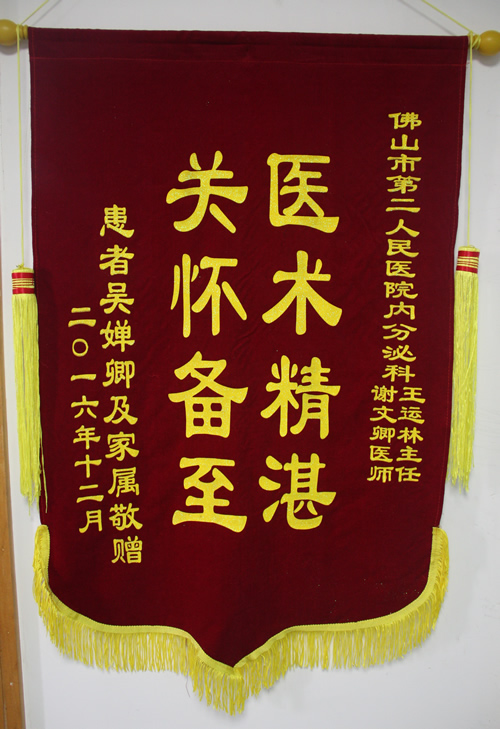 佛山市第二人民医院内分泌科王运林主任
谢文卿医师
医术精湛
关怀备至
患者吴婵卿及家属敬赠
二〇一六年十二月